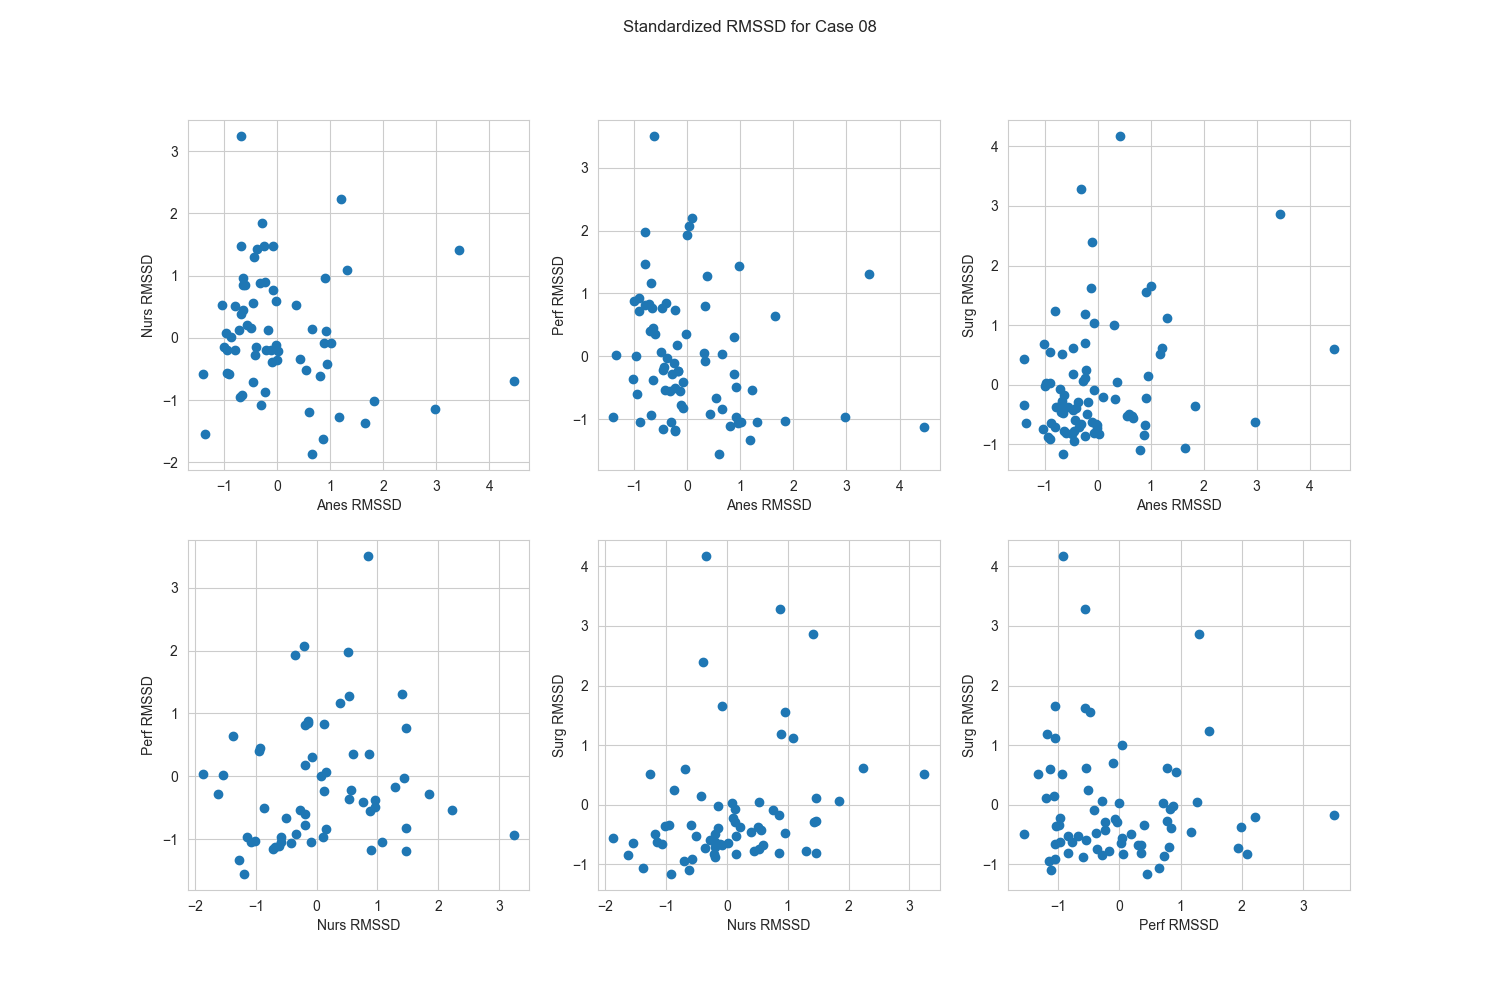 Standardized RMSSD for Case 08
3
2
1
0
−1
−2
Nurs RMSSD
−1 0 1 2 3 4
Anes RMSSD
3
2
1
0
−1
Perf RMSSD
−1 0 1 2 3 4
Anes RMSSD
4
3
2
1
0
−1
Surg RMSSD
−1 0 1 2 3 4
Anes RMSSD
3
2
1
0
−1
Perf RMSSD
−2 −1 0 1 2 3
Nurs RMSSD
4
3
2
1
0
−1
Surg RMSSD
−2 −1 0 1 2 3
Nurs RMSSD
4
3
2
1
0
−1
Surg RMSSD
−1 0 1 2 3
Perf RMSSD